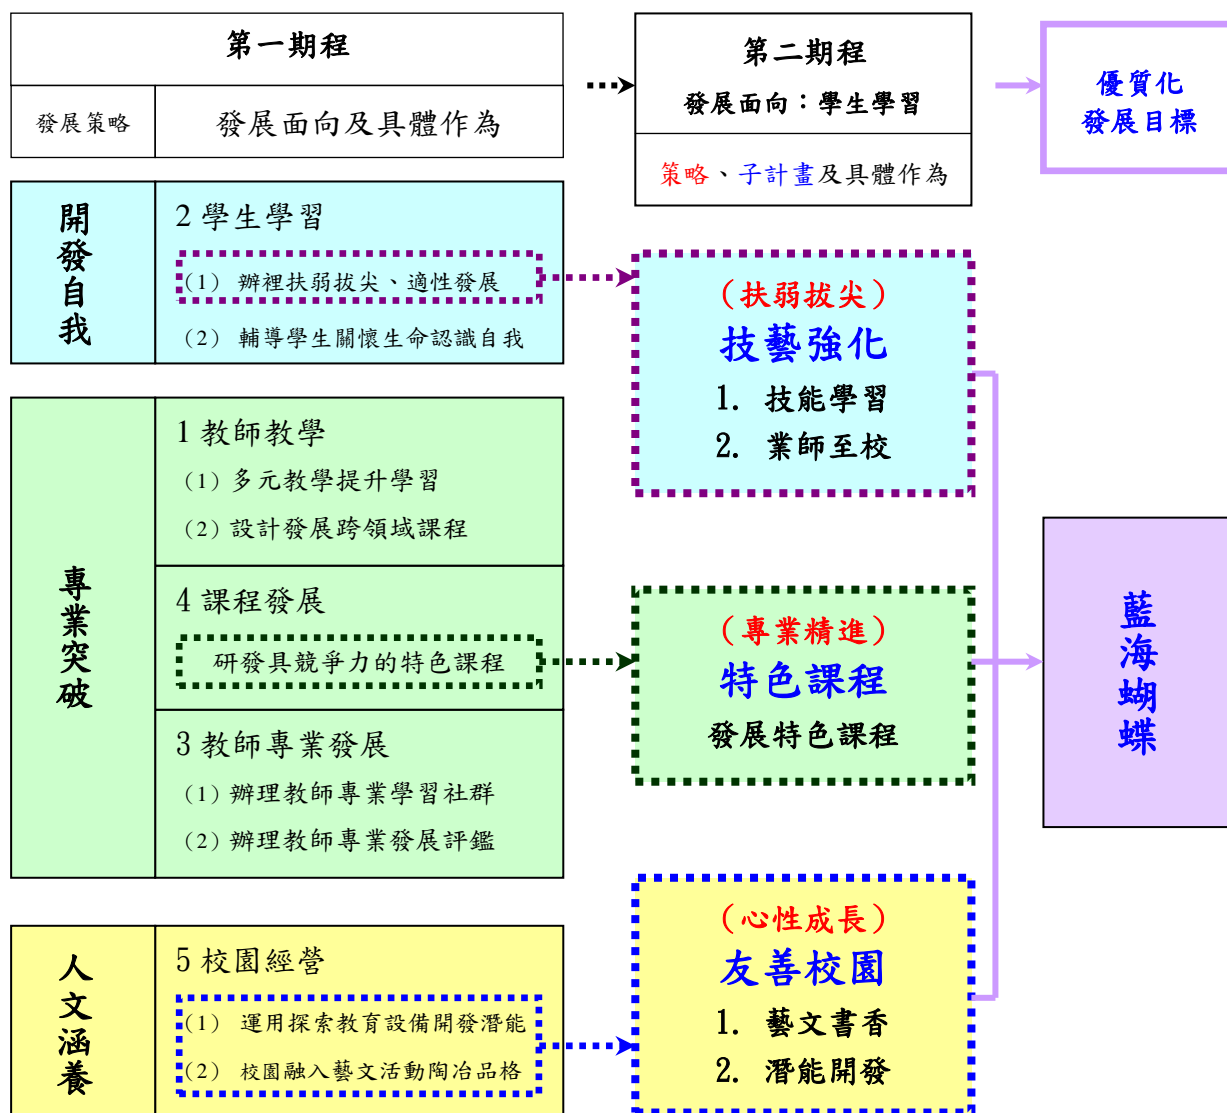 第一期程
發展策略
發展面向及具體作為
第二期程
發展面向：學生學習
策略、子計畫及具體作為
優質化
發展目標
開發自我
2 學生學習
(1) 辦裡扶弱拔尖、適性發展
(2) 輔導學生關懷生命認識自我
（扶弱拔尖）
技藝強化
1. 技能學習
2. 業師至校
專業突破
1 教師教學
(1) 多元教學提升學習
(2) 設計發展跨領域課程
4 課程發展
研發具競爭力的特色課程
3 教師專業發展
(1) 辦理教師專業學習社群
(2) 辦理教師專業發展評鑑
（專業精進）
特色課程
發展特色課程
藍海蝴蝶
人文涵養
5 校園經營
(1) 運用探索教育設備開發潛能
(2) 校園融入藝文活動陶冶品格
（心性成長）
友善校園
1. 藝文書香
2. 潛能開發